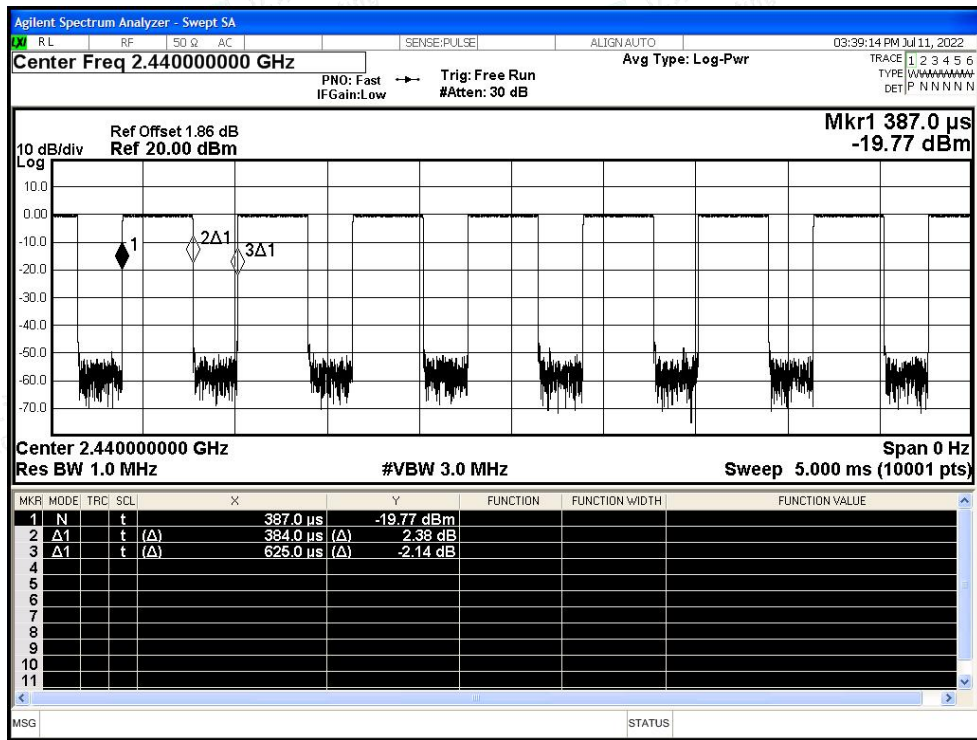 Agilent Spectrum Analyzer - Swept SA
LXI RL RF 50 Ω AC SENSE:PULSE ALIGN AUTO 03:39:14 PM Jul 11, 2022
Center Freq 2.440000000 GHz
Avg Type: Log-Pwr
TRACE 1 2 3 4 5 6
PNO: Fast Trig: Free Run
TYPE
IFGain:Low #Atten: 30 dB
DET P N N N N N
Mkr1 387.0 µs
Ref Offset 1.86 dB
-19.77 dBm
10 dB/div Ref 20.00 dBm
Log
10.0
0.00
1 2Δ1
-10.0
3Δ1
-20.0
-30.0
-40.0
-50.0
-60.0
-70.0
Center 2.440000000 GHz Span 0 Hz
Res BW 1.0 MHz #VBW 3.0 MHz Sweep 5.000 ms (10001 pts)
MKR MODE TRC SCL X Y FUNCTION FUNCTION WIDTH FUNCTION VALUE
1 N t 387.0 µs -19.77 dBm
2 Δ1 t (Δ) 384.0 µs (Δ) 2.38 dB
3 Δ1 t (Δ) 625.0 µs (Δ) -2.14 dB
4
5
6
7
8
9
10
11
MSG STATUS